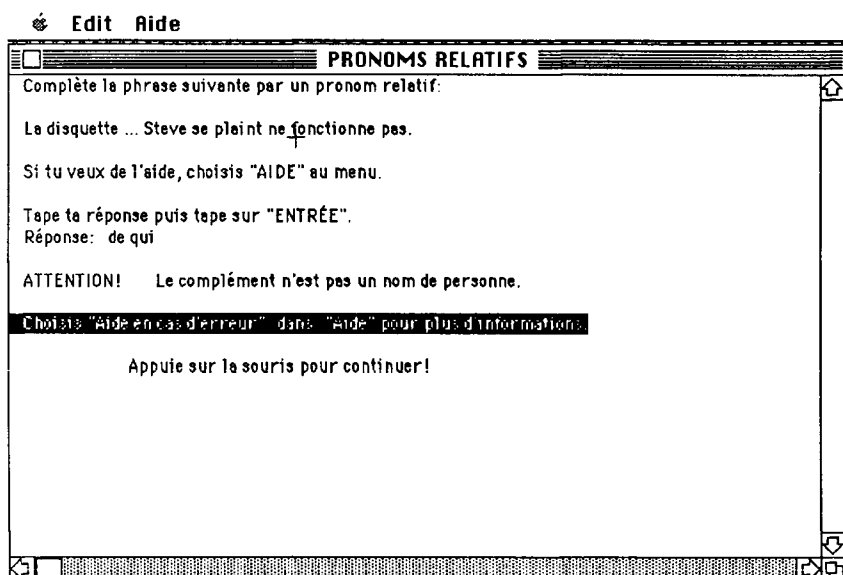 Edit Aide
PRONOMS RELATIFS
Complète la phrase suivante par un pronom relatif:
La disquette ... Steve se plaint ne fonctionne pas.
Si tu veux de l'aide, choisis "AIDE" au menu.
Tape ta réponse puis tape sur "ENTRÉE".
Réponse: de qui
ATTENTION! Le complément n'est pas un nom de personne.
Choisis "Aide en cas d'erreur" dans "Aide" pour plus d'informations.
Appuie sur la souris pour continuer!